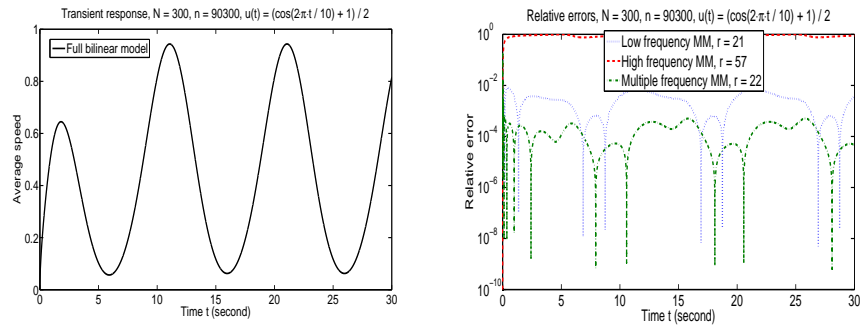 Transient response, N = 300, n = 90300, u(t) = (cos(2·π·t / 10) + 1) / 2
Average speed
1
0.8
0.6
0.4
0.2
0
Full bilinear model
0 5 10 15 20 25 30
Time t (second)
Relative errors, N = 300, n = 90300, u(t) = (cos(2·π·t / 10) + 1) / 2
Relative error
10^0
10^-2
10^-4
10^-6
10^-8
10^-10
Low frequency MM, r = 21
High frequency MM, r = 57
Multiple frequency MM, r = 22
0 5 10 15 20 25 30
Time t (second)